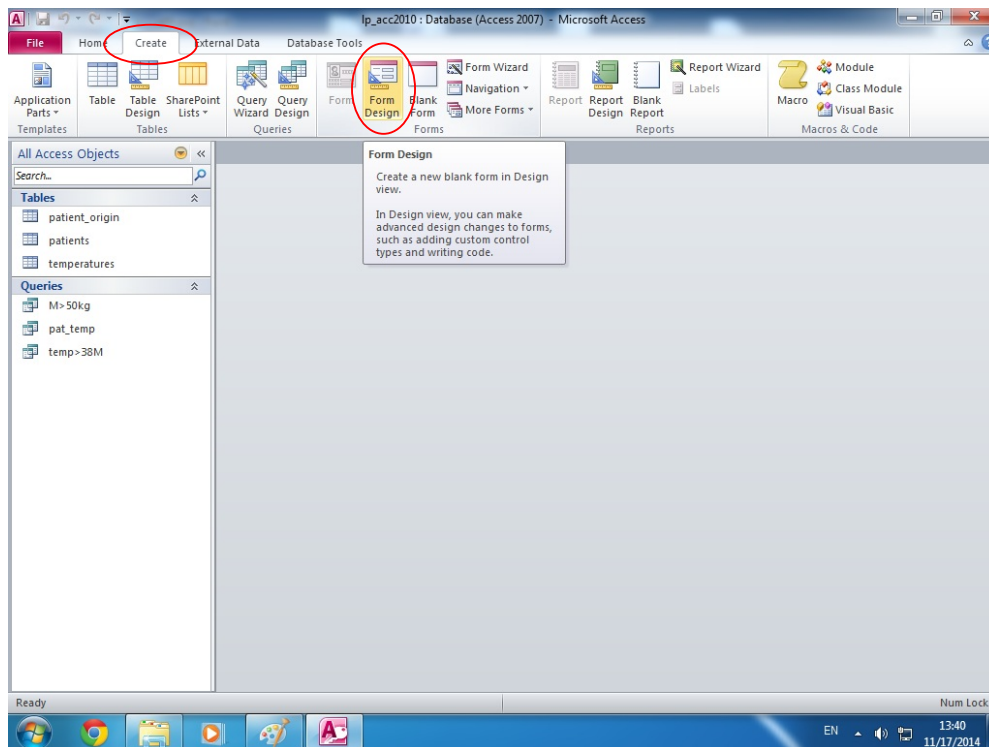 lp_acc2010 : Database (Access 2007) - Microsoft Access
File Home Create External Data Database Tools
Application Parts
Table
Table Design
SharePoint Lists
Query Wizard
Query Design
Form
Form Design
Blank Form
Form Wizard
Navigation
More Forms
Report
Report Design
Blank Report
Report Wizard
Labels
Macro
Module
Class Module
Visual Basic
Templates Tables Queries Forms Reports Macros & Code
All Access Objects
Search...
Tables
patient_origin
patients
temperatures
Queries
M>50kg
pat_temp
temp>38M
Form Design
Create a new blank form in Design
view.
In Design view, you can make
advanced design changes to forms,
such as adding custom control
types and writing code.
Ready Num Lock
EN 13:40
11/17/2014